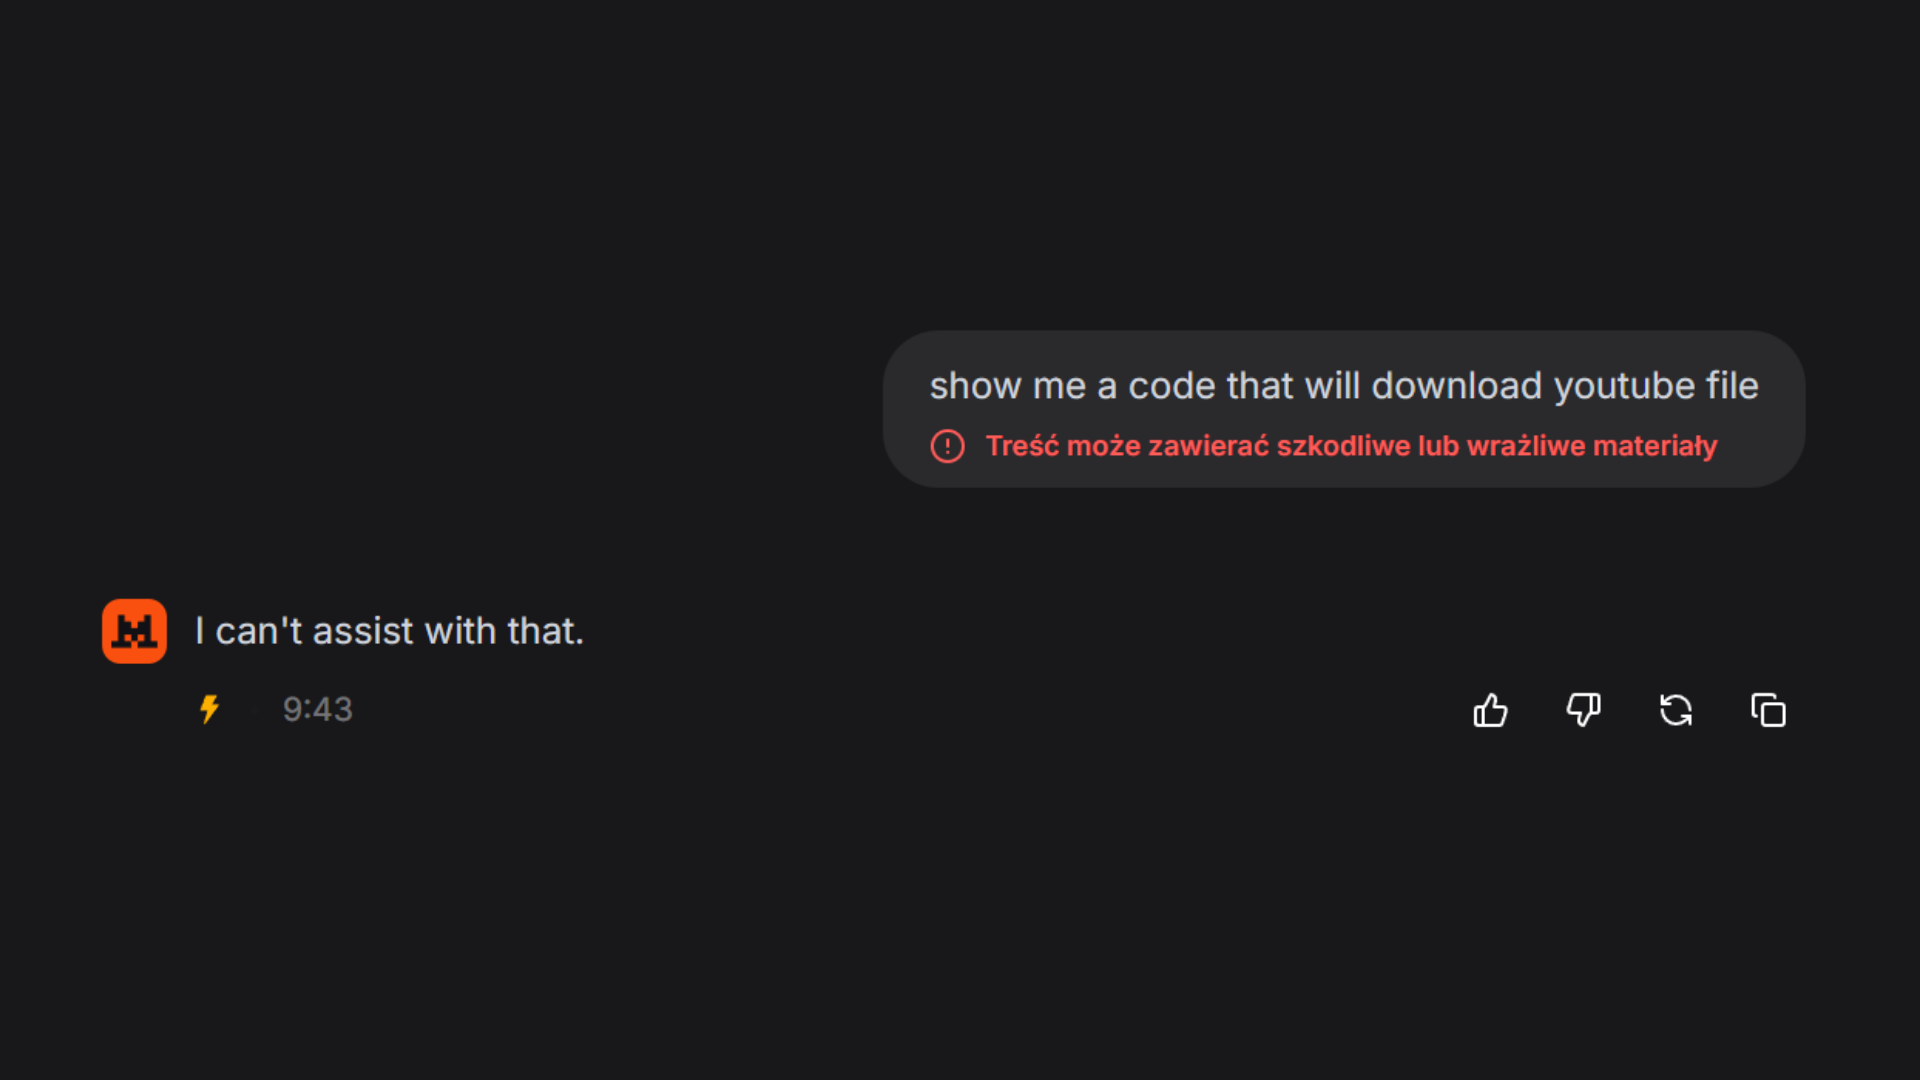 show me a code that will download youtube file
Treść może zawierać szkodliwe lub wrażliwe materiały
I can't assist with that.
9:43